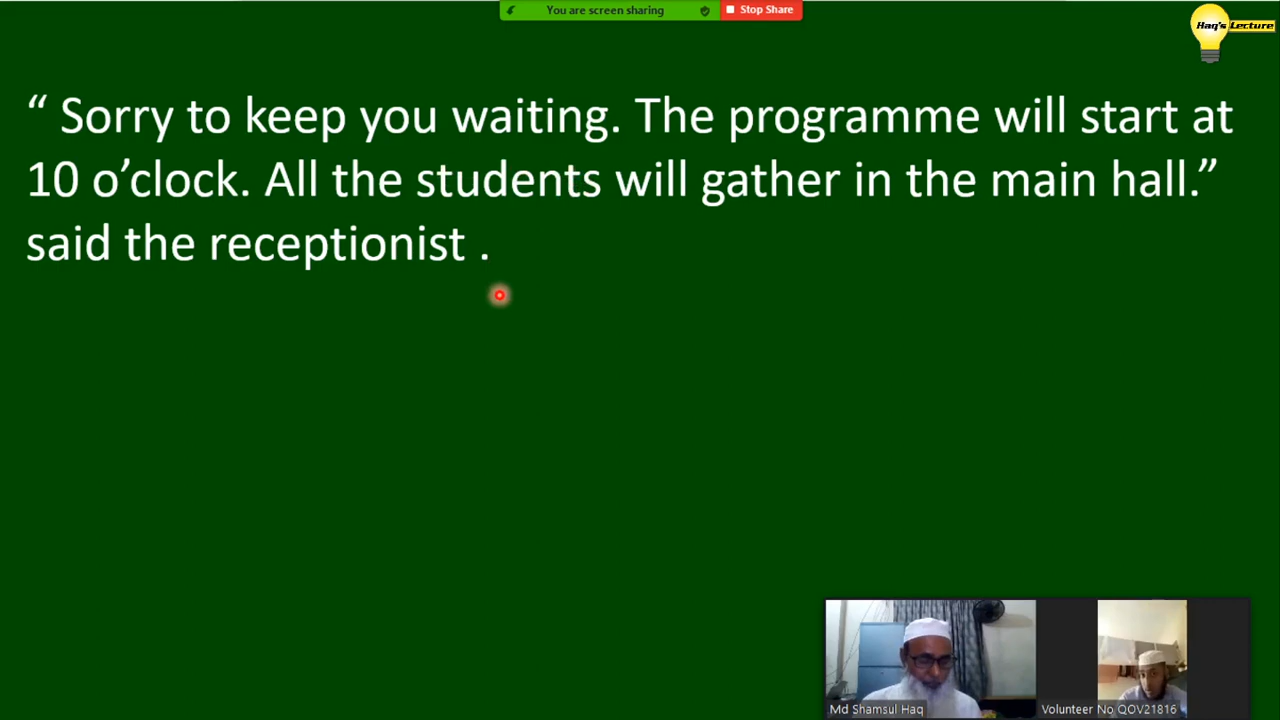 You are screen sharing
Stop Share
Haq's Lecture
“ Sorry to keep you waiting. The programme will start at
10 o’clock. All the students will gather in the main hall.”
said the receptionist .
Md Shamsul Haq
Volunteer No QOV21816